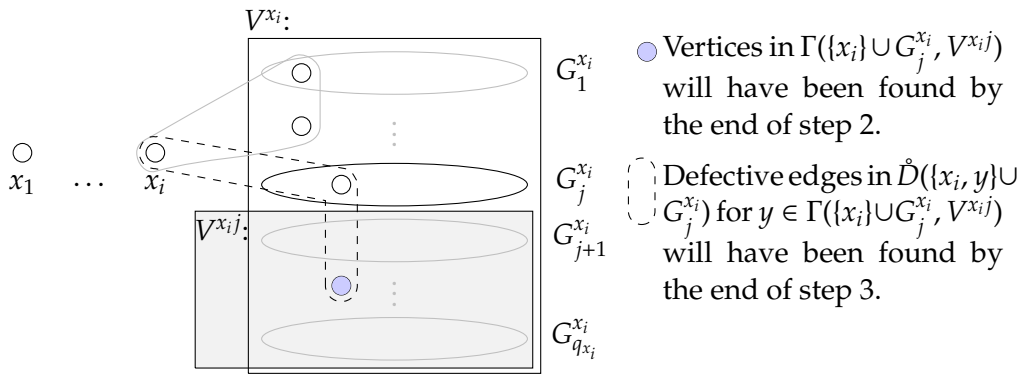 V^{x_i}:
G_1^{x_i}
x_1 … x_i
G_j^{x_i}
V^{x_i j}:
G_{j+1}^{x_i}
G_{q_{x_i}}^{x_i}
Vertices in Γ({x_i} ∪ G_j^{x_i}, V^{x_i j})
will have been found by
the end of step 2.
Defective edges in D̊({x_i, y} ∪
G_j^{x_i}) for y ∈ Γ({x_i} ∪ G_j^{x_i}, V^{x_i j})
will have been found by
the end of step 3.